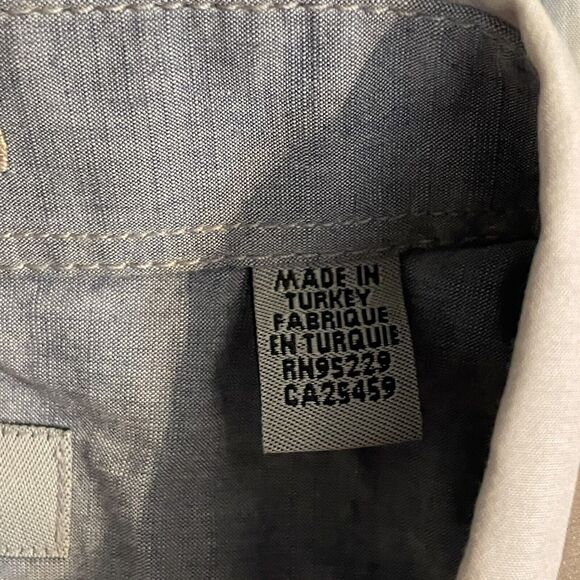 MADE IN
TURKEY
FABRIQUE
EN TURQUIE
RN95229
CA25459